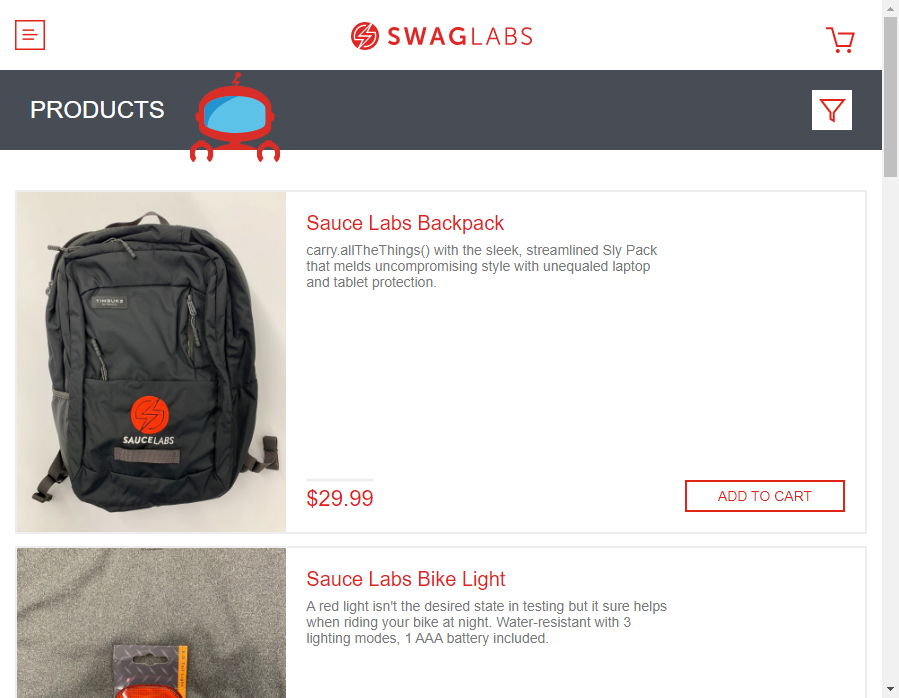 SWAGLABS
PRODUCTS
TIMBUK2
SAUCELABS
Sauce Labs Backpack
carry.allTheThings() with the sleek, streamlined Sly Pack
that melds uncompromising style with unequaled laptop
and tablet protection.
$29.99
ADD TO CART
Sauce Labs Bike Light
A red light isn't the desired state in testing but it sure helps
when riding your bike at night. Water-resistant with 3
lighting modes, 1 AAA battery included.